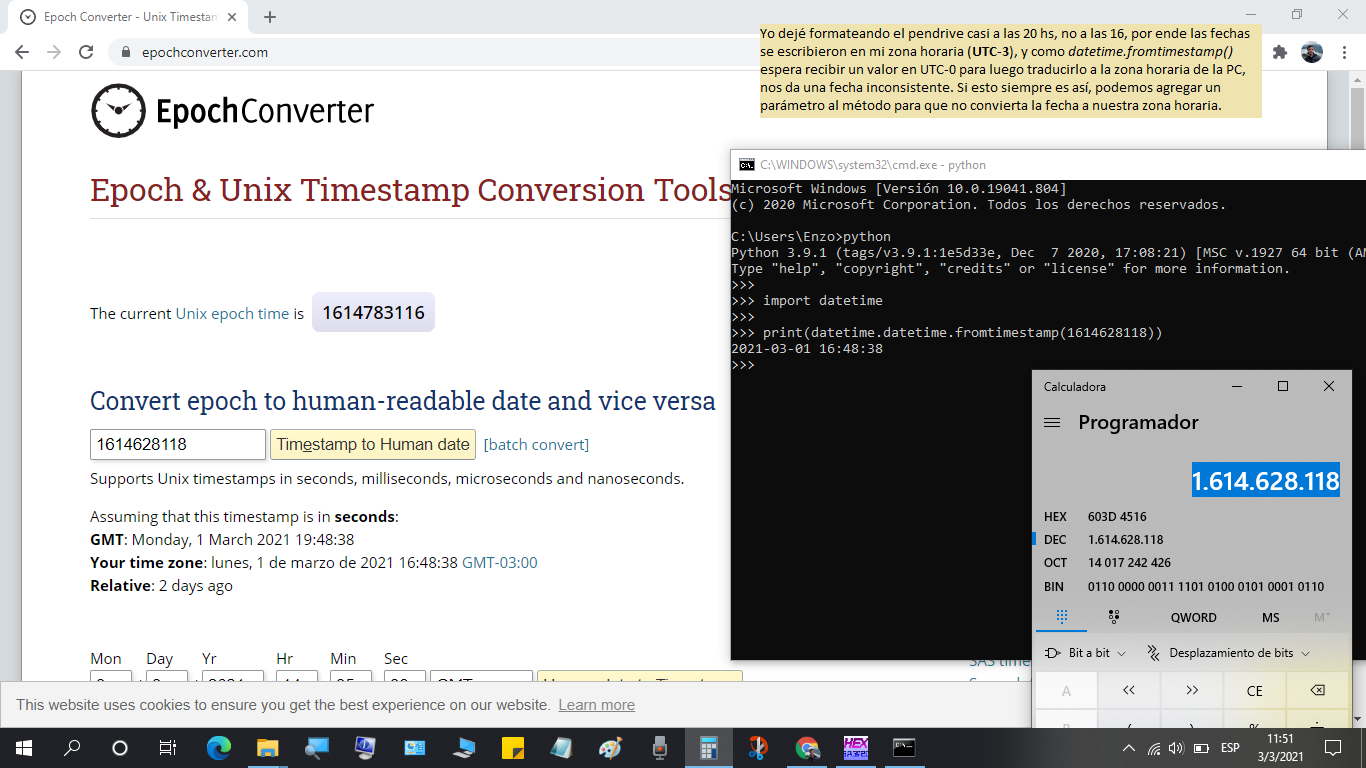 Epoch Converter - Unix Timestam
epochconverter.com
Yo dejé formateando el pendrive casi a las 20 hs, no a las 16, por ende las fechas
se escribieron en mi zona horaria (UTC-3), y como datetime.fromtimestamp()
espera recibir un valor en UTC-0 para luego traducirlo a la zona horaria de la PC,
nos da una fecha inconsistente. Si esto siempre es así, podemos agregar un
parámetro al método para que no convierta la fecha a nuestra zona horaria.
EpochConverter
Epoch & Unix Timestamp Conversion Tools
The current Unix epoch time is 1614783116
Convert epoch to human-readable date and vice versa
1614628118 Timestamp to Human date [batch convert]
Supports Unix timestamps in seconds, milliseconds, microseconds and nanoseconds.
Assuming that this timestamp is in seconds:
GMT: Monday, 1 March 2021 19:48:38
Your time zone: lunes, 1 de marzo de 2021 16:48:38 GMT-03:00
Relative: 2 days ago
Mon Day Yr Hr Min Sec
C:\WINDOWS\system32\cmd.exe - python
Microsoft Windows [Versión 10.0.19041.804]
(c) 2020 Microsoft Corporation. Todos los derechos reservados.
C:\Users\Enzo>python
Python 3.9.1 (tags/v3.9.1:1e5d33e, Dec  7 2020, 17:08:21) [MSC v.1927 64 bit (AM
Type "help", "copyright", "credits" or "license" for more information.
>>>
>>> import datetime
>>>
>>> print(datetime.datetime.fromtimestamp(1614628118))
2021-03-01 16:48:38
>>>
Calculadora
Programador
1.614.628.118
HEX 603D 4516
DEC 1.614.628.118
OCT 14 017 242 426
BIN 0110 0000 0011 1101 0100 0101 0001 0110
QWORD MS M
Bit a bit Desplazamiento de bits
A << >> CE
This website uses cookies to ensure you get the best experience on our website. Learn more
HEX
ESP
11:51
3/3/2021